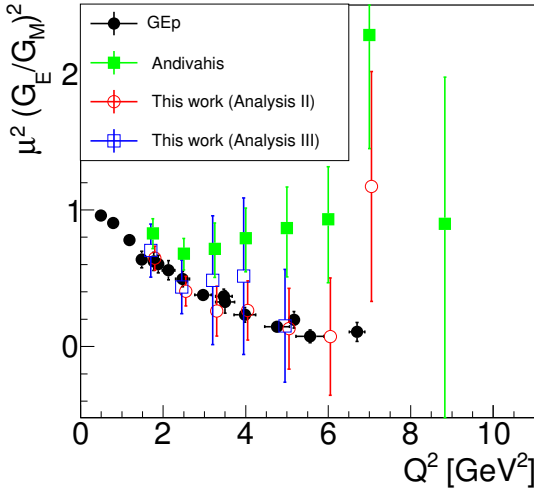 μ² (G_E/G_M)²
GEp
Andivahis
This work (Analysis II)
This work (Analysis III)
2
1
0
0 2 4 6 8 10
Q² [GeV²]